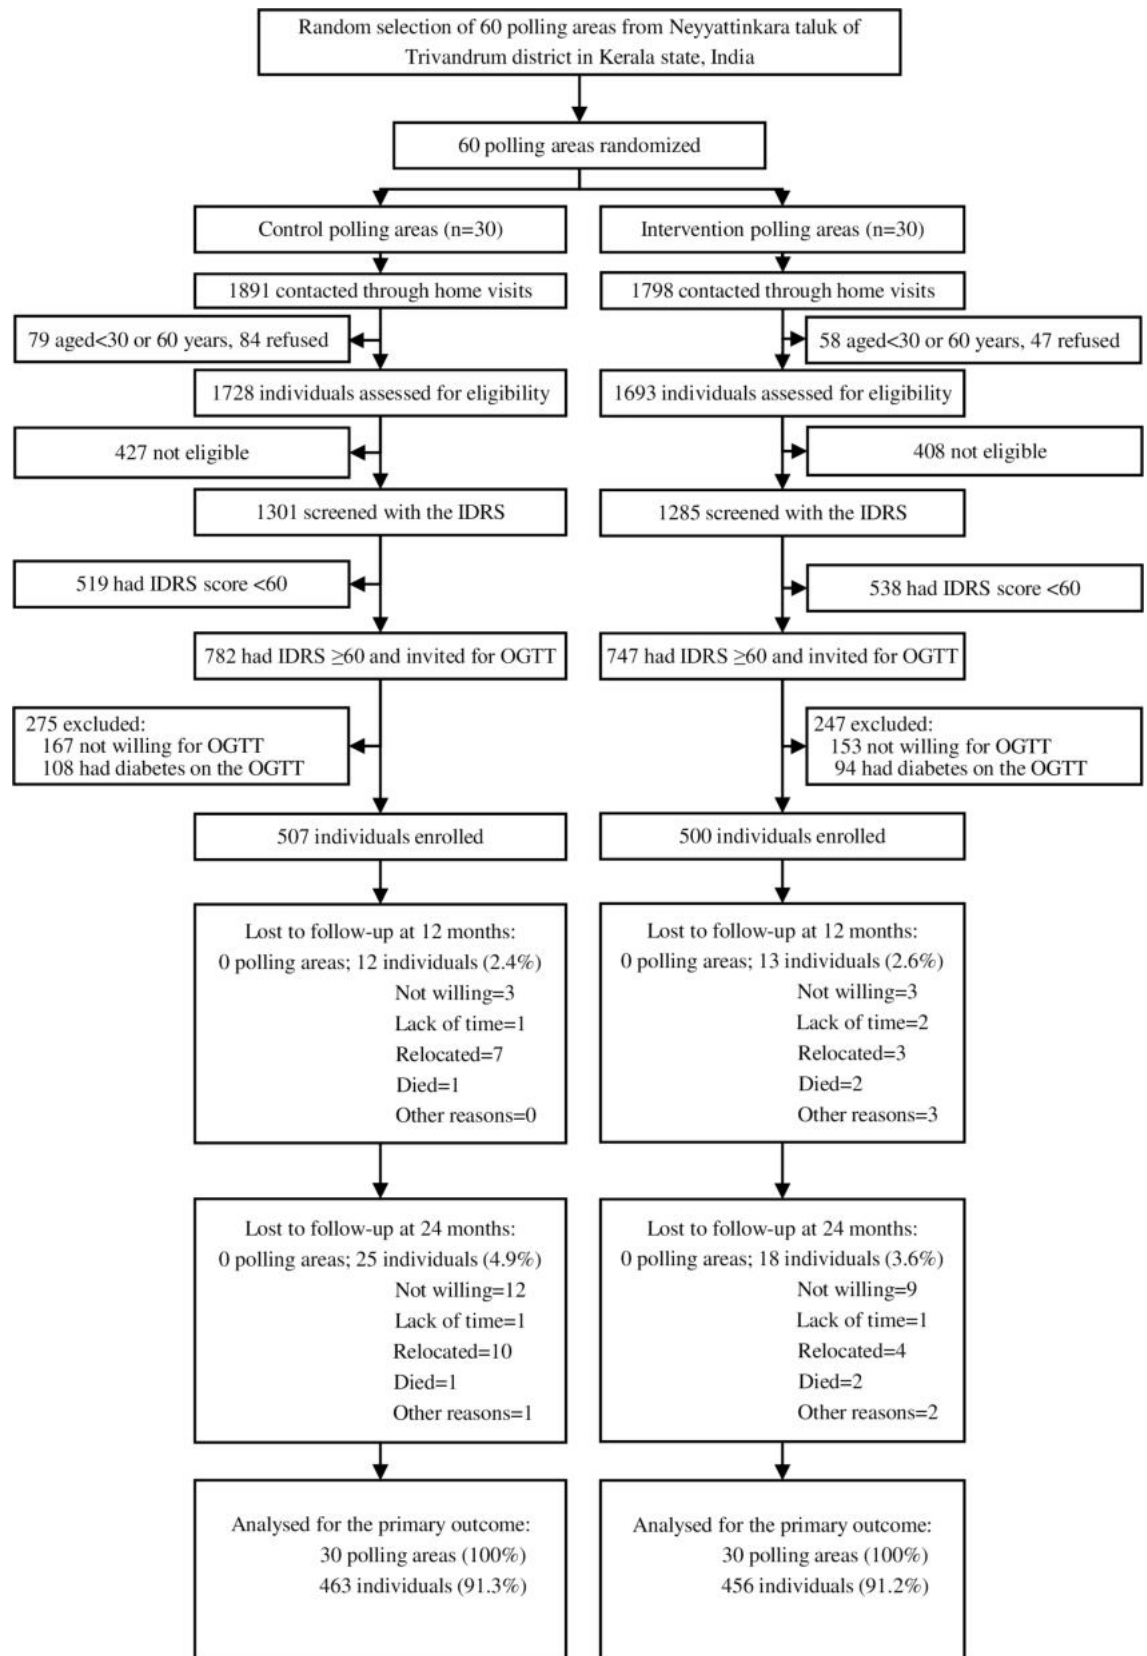 Random selection of 60 polling areas from Neyyattinkara taluk of
Trivandrum district in Kerala state, India
60 polling areas randomized
Control polling areas (n=30)
Intervention polling areas (n=30)
1891 contacted through home visits
1798 contacted through home visits
79 aged<30 or 60 years, 84 refused
58 aged<30 or 60 years, 47 refused
1728 individuals assessed for eligibility
1693 individuals assessed for eligibility
427 not eligible
408 not eligible
1301 screened with the IDRS
1285 screened with the IDRS
519 had IDRS score <60
538 had IDRS score <60
782 had IDRS ≥60 and invited for OGTT
747 had IDRS ≥60 and invited for OGTT
275 excluded:
167 not willing for OGTT
108 had diabetes on the OGTT
247 excluded:
153 not willing for OGTT
94 had diabetes on the OGTT
507 individuals enrolled
500 individuals enrolled
Lost to follow-up at 12 months:
0 polling areas; 12 individuals (2.4%)
Not willing=3
Lack of time=1
Relocated=7
Died=1
Other reasons=0
Lost to follow-up at 12 months:
0 polling areas; 13 individuals (2.6%)
Not willing=3
Lack of time=2
Relocated=3
Died=2
Other reasons=3
Lost to follow-up at 24 months:
0 polling areas; 25 individuals (4.9%)
Not willing=12
Lack of time=1
Relocated=10
Died=1
Other reasons=1
Lost to follow-up at 24 months:
0 polling areas; 18 individuals (3.6%)
Not willing=9
Lack of time=1
Relocated=4
Died=2
Other reasons=2
Analysed for the primary outcome:
30 polling areas (100%)
463 individuals (91.3%)
Analysed for the primary outcome:
30 polling areas (100%)
456 individuals (91.2%)